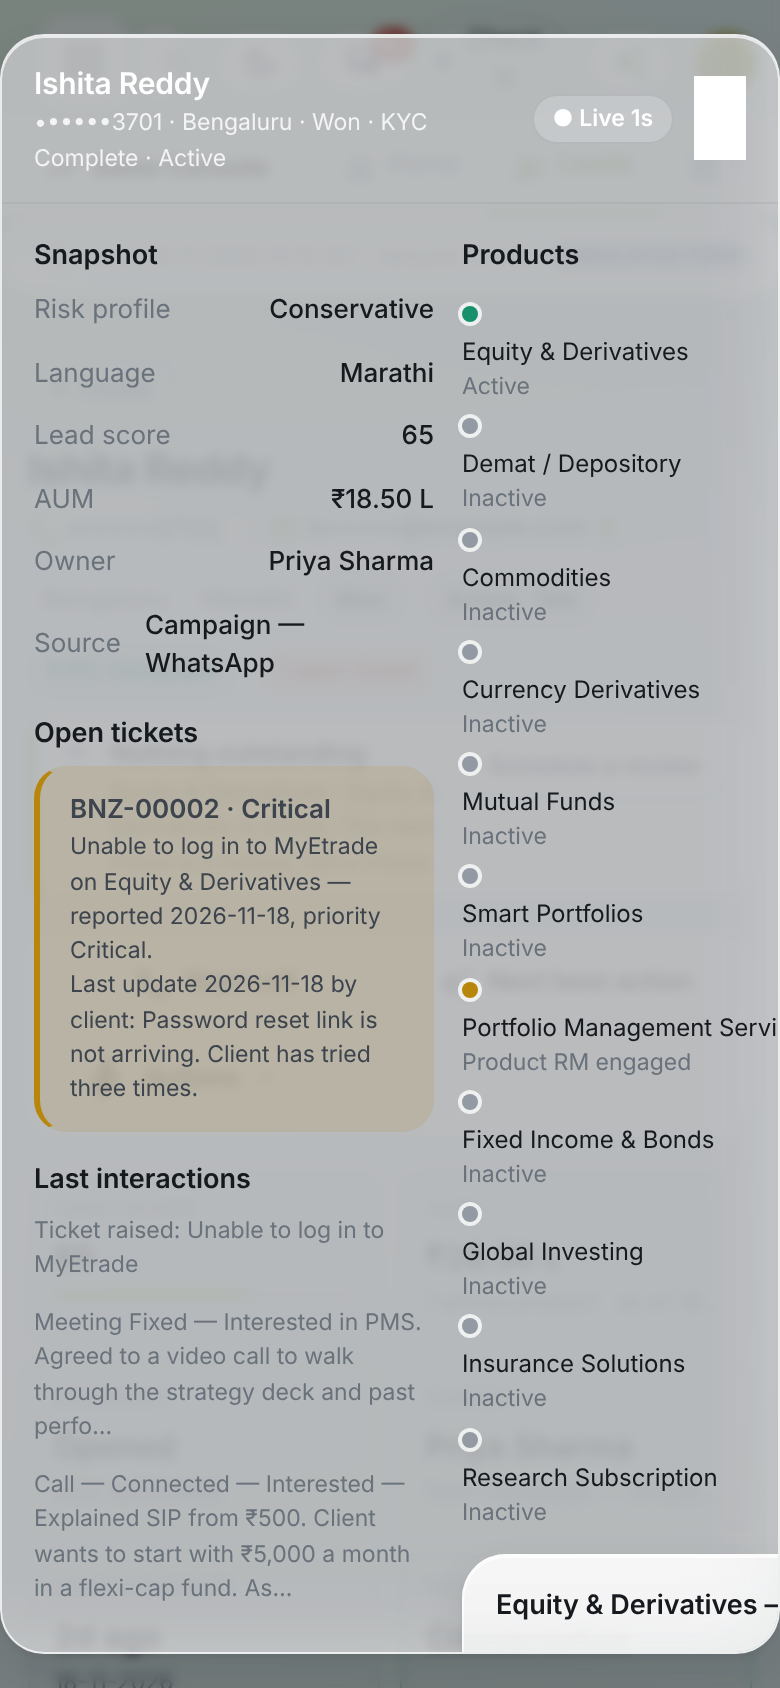 Ishita Reddy
••••••3701 · Bengaluru · Won · KYC
Complete · Active
Live 1s
Snapshot
Risk profile Conservative
Language Marathi
Lead score 65
AUM ₹18.50 L
Owner Priya Sharma
Source Campaign —
WhatsApp
Open tickets
BNZ-00002 · Critical
Unable to log in to MyEtrade
on Equity & Derivatives —
reported 2026-11-18, priority
Critical.
Last update 2026-11-18 by
client: Password reset link is
not arriving. Client has tried
three times.
Last interactions
Ticket raised: Unable to log in to
MyEtrade
Meeting Fixed — Interested in PMS.
Agreed to a video call to walk
through the strategy deck and past
perfo...
Call — Connected — Interested —
Explained SIP from ₹500. Client
wants to start with ₹5,000 a month
in a flexi-cap fund. As...
Products
Equity & Derivatives
Active
Demat / Depository
Inactive
Commodities
Inactive
Currency Derivatives
Inactive
Mutual Funds
Inactive
Smart Portfolios
Inactive
Portfolio Management Servi
Product RM engaged
Fixed Income & Bonds
Inactive
Global Investing
Inactive
Insurance Solutions
Inactive
Research Subscription
Inactive
Equity & Derivatives –